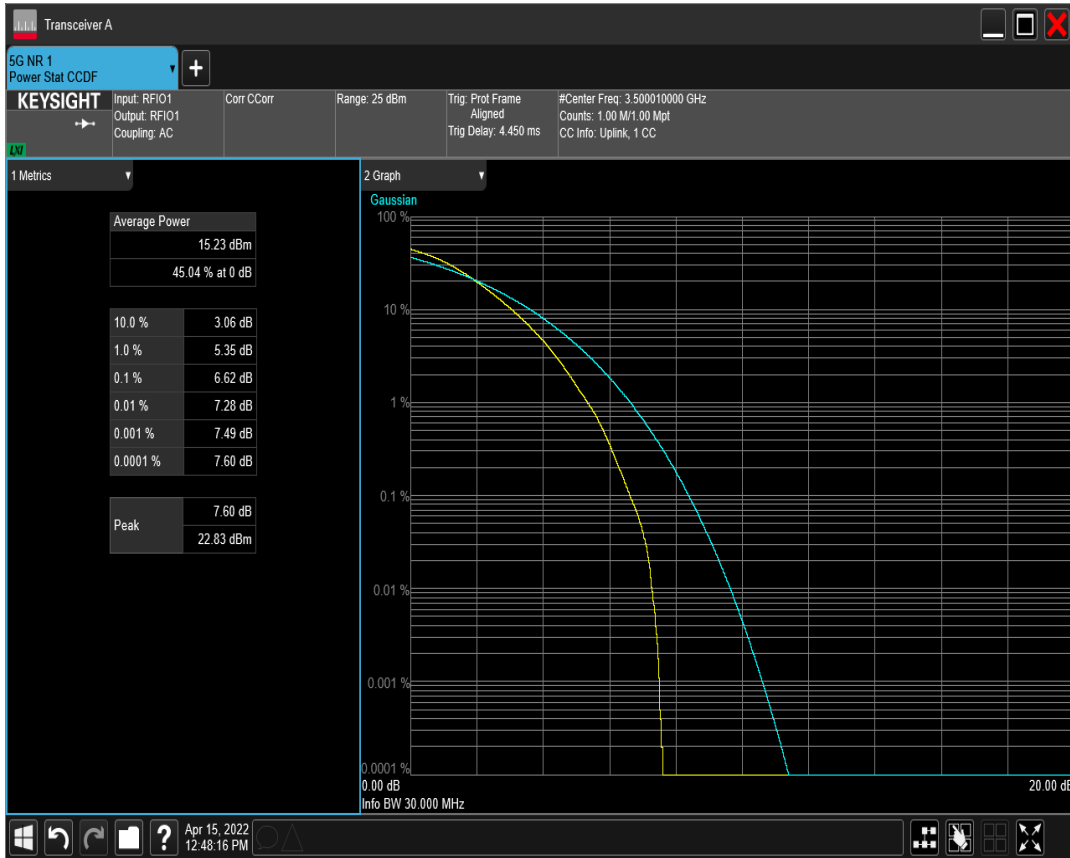 Transceiver A
5G NR 1
Power Stat CCDF
KEYSIGHT
LXI
Input: RFIO1
Output: RFIO1
Coupling: AC
Corr CCorr
Range: 25 dBm
Trig: Prot Frame
Aligned
Trig Delay: 4.450 ms
#Center Freq: 3.500010000 GHz
Counts: 1.00 M/1.00 Mpt
CC Info: Uplink, 1 CC
1 Metrics
Average Power
15.23 dBm
45.04 % at 0 dB
10.0 % 3.06 dB
1.0 % 5.35 dB
0.1 % 6.62 dB
0.01 % 7.28 dB
0.001 % 7.49 dB
0.0001 % 7.60 dB
Peak 7.60 dB
22.83 dBm
2 Graph
Gaussian
100 %
10 %
1 %
0.1 %
0.01 %
0.001 %
0.0001 %
0.00 dB 20.00 dB
Info BW 30.000 MHz
Apr 15, 2022
12:48:16 PM